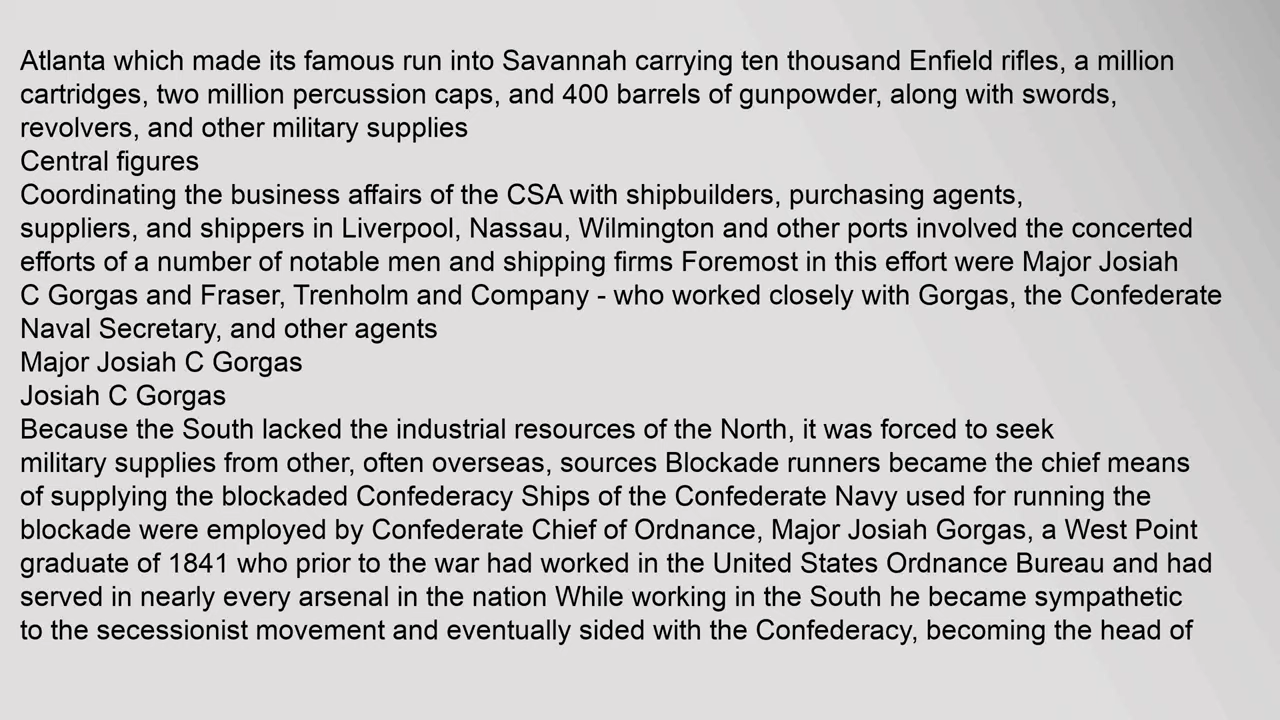 Atlanta which made its famous run into Savannah carrying ten thousand Enfield rifles, a million
cartridges, two million percussion caps, and 400 barrels of gunpowder, along with swords,
revolvers, and other military supplies
Central figures
Coordinating the business affairs of the CSA with shipbuilders, purchasing agents,
suppliers, and shippers in Liverpool, Nassau, Wilmington and other ports involved the concerted
efforts of a number of notable men and shipping firms Foremost in this effort were Major Josiah
C Gorgas and Fraser, Trenholm and Company - who worked closely with Gorgas, the Confederate
Naval Secretary, and other agents
Major Josiah C Gorgas
Josiah C Gorgas
Because the South lacked the industrial resources of the North, it was forced to seek
military supplies from other, often overseas, sources Blockade runners became the chief means
of supplying the blockaded Confederacy Ships of the Confederate Navy used for running the
blockade were employed by Confederate Chief of Ordnance, Major Josiah Gorgas, a West Point
graduate of 1841 who prior to the war had worked in the United States Ordnance Bureau and had
served in nearly every arsenal in the nation While working in the South he became sympathetic
to the secessionist movement and eventually sided with the Confederacy, becoming the head of